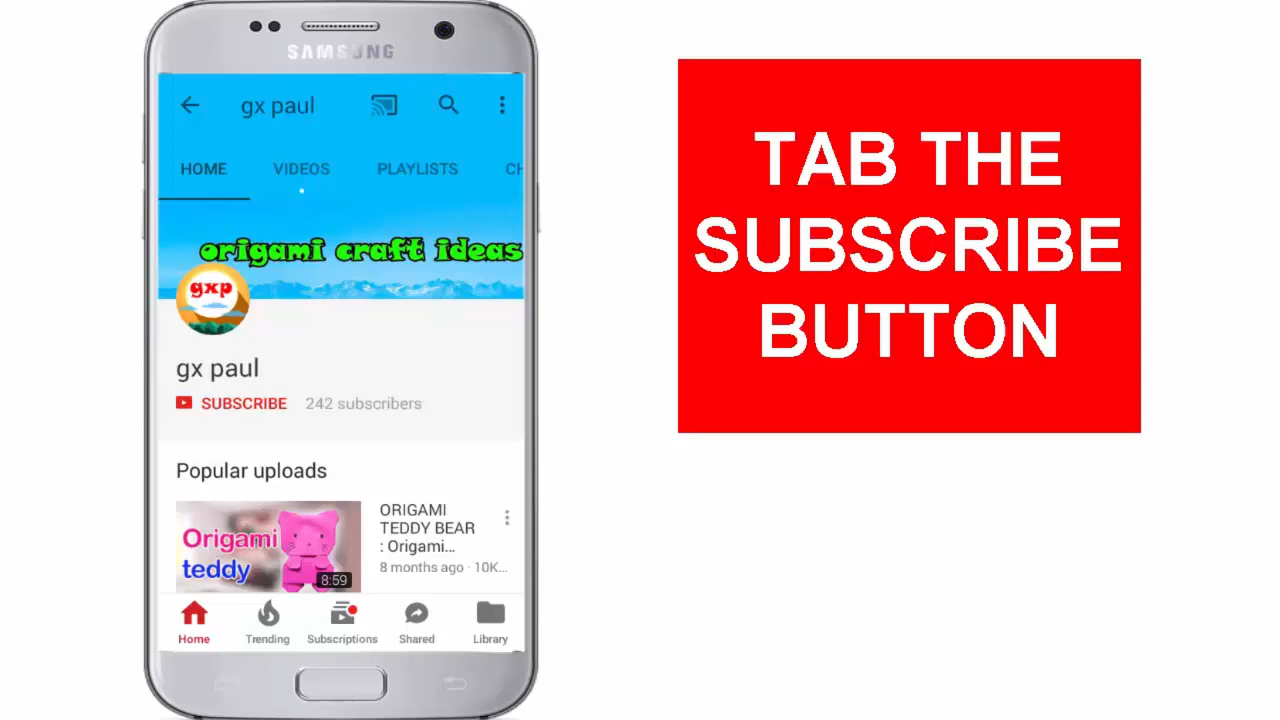 SAMSUNG
gx paul
HOME VIDEOS PLAYLISTS CH
origami craft ideas
gxp
gx paul
SUBSCRIBE 242 subscribers
Popular uploads
Origami
teddy
8:59
ORIGAMI
TEDDY BEAR
: Origami...
8 months ago · 10K...
Home Trending Subscriptions Shared Library
TAB THE
SUBSCRIBE
BUTTON